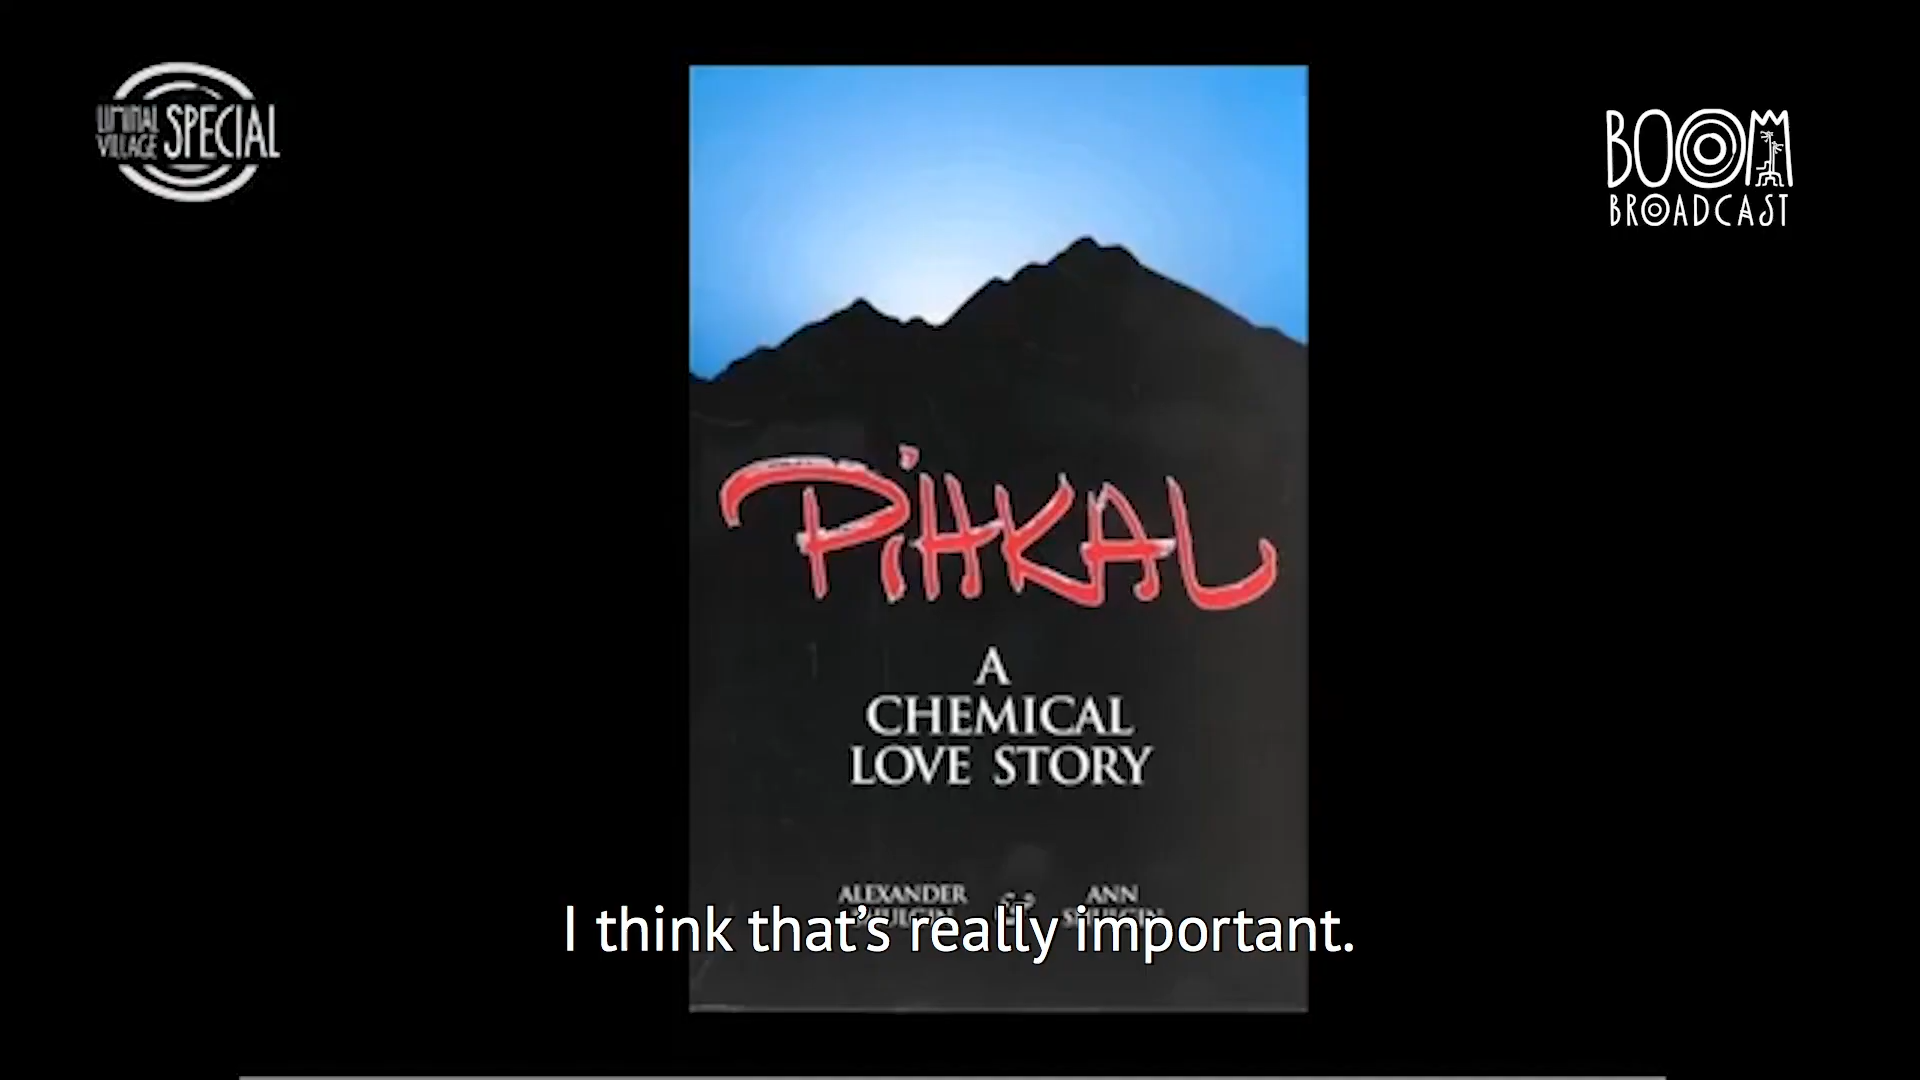 LIMINAL
VILLAGE
SPECIAL
BOOM
BROADCAST
PiHKAL
A
CHEMICAL
LOVE STORY
ALEXANDER
&
ANN
I think that's really important.